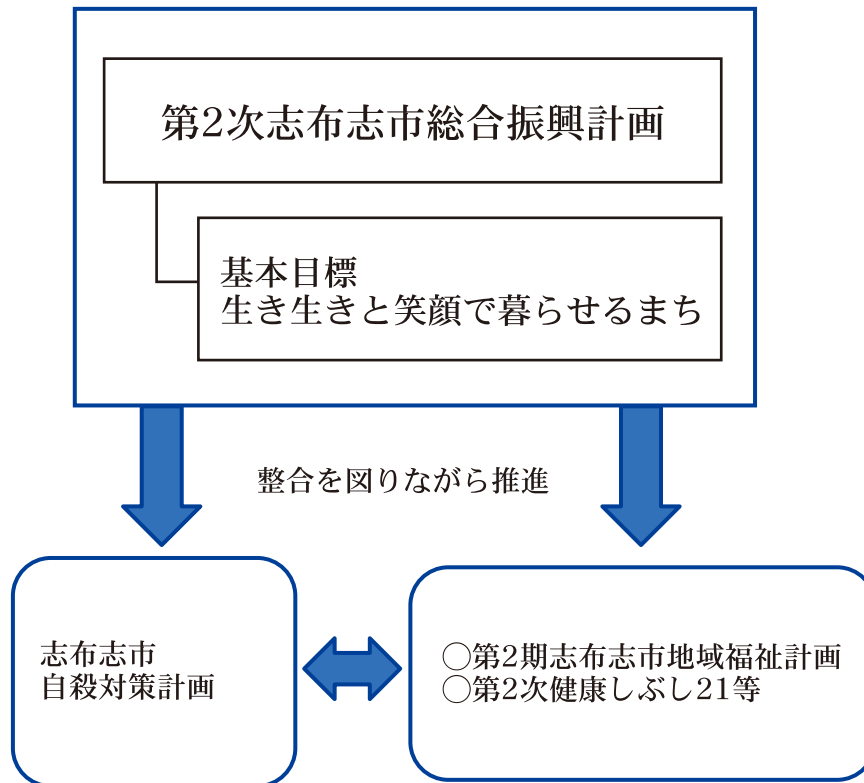 第2次志布志市総合振興計画
基本目標
生き生きと笑顔で暮らせるまち
整合を図りながら推進
志布志市
自殺対策計画
○第2期志布志市地域福祉計画
○第2次健康しぶし21等